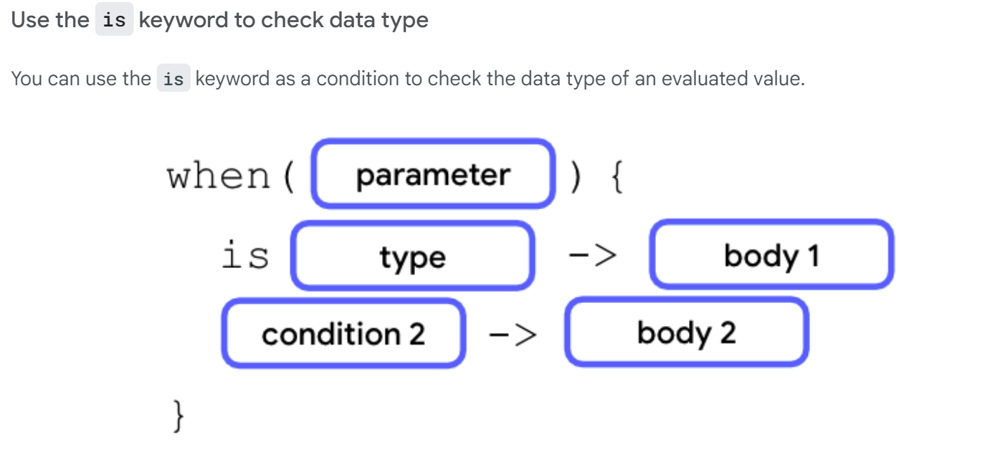 Use the is keyword to check data type
You can use the is keyword as a condition to check the data type of an evaluated value.
when ( parameter ) {
is type -> body 1
condition 2 -> body 2
}